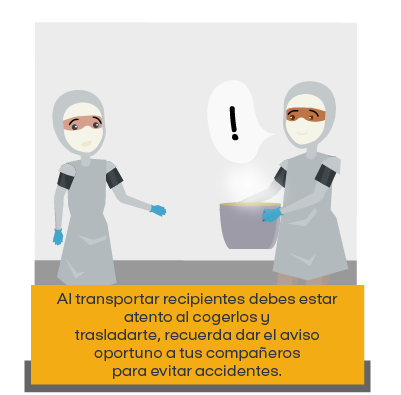 !
Al transportar recipientes debes estar
atento al cogerlos y
trasladarte, recuerda dar el aviso
oportuno a tus compañeros
para evitar accidentes.